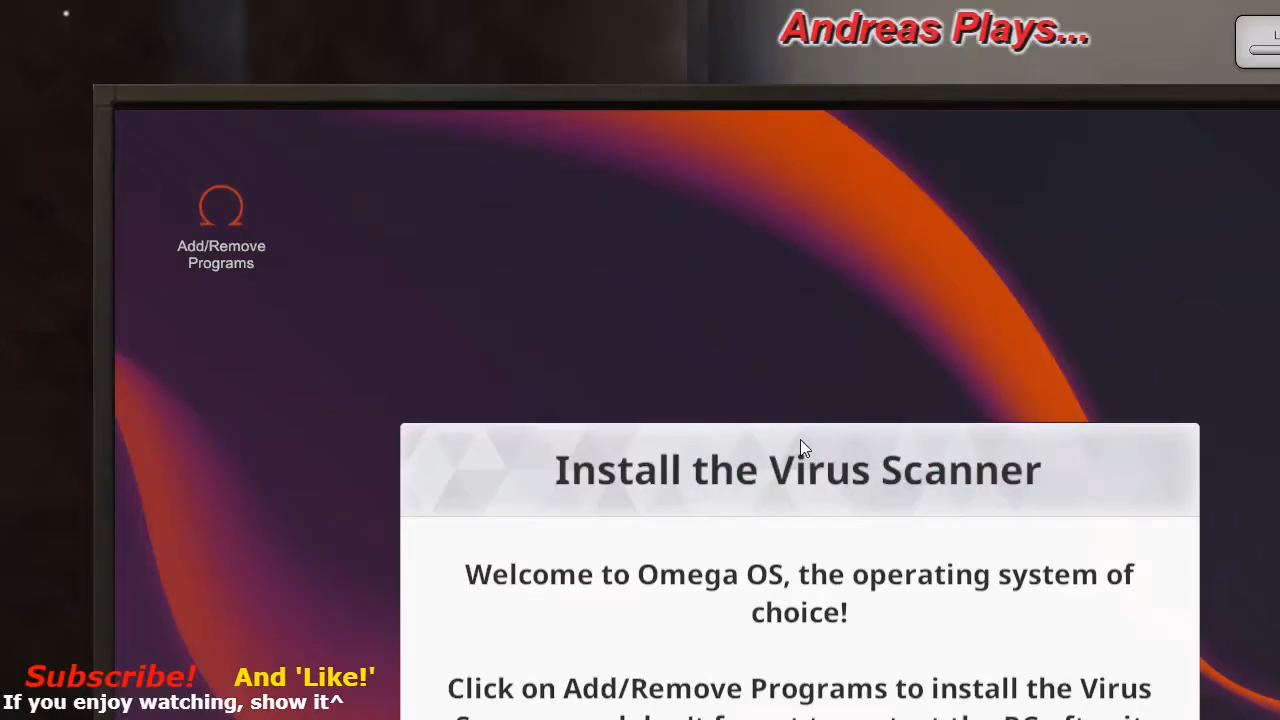 Andreas Plays...
L
Add/Remove
Programs
Install the Virus Scanner
Welcome to Omega OS, the operating system of
choice!
Click on Add/Remove Programs to install the Virus
Subscribe! And 'Like!'
If you enjoy watching, show it^